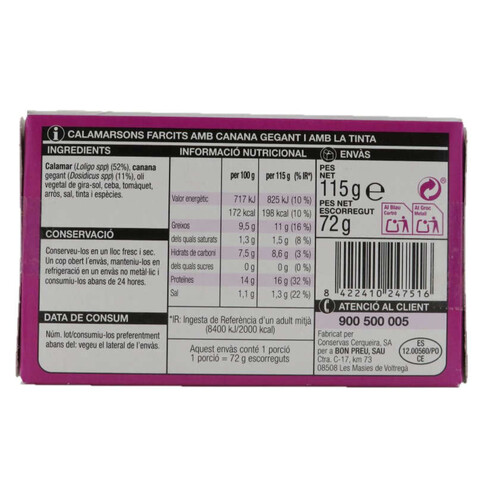 i CALAMARSONS FARCITS AMB CANANA GEGANT I AMB LA TINTA
INGREDIENTS
Calamar (Loligo spp) (52%), canana
gegant (Dosidicus spp) (11%), oli
vegetal de gira-sol, ceba, tomàquet,
arròs, sal, tinta i espècies.
CONSERVACIÓ
Conserveu-los en un lloc fresc i sec.
Un cop obert l'envàs, manteniu-los en
refrigeració en un envàs no metàl·lic i
consumiu-los abans de 24 hores.
DATA DE CONSUM
Núm. lot/consumiu-los preferentment
abans del: vegeu el lateral de l'envàs.
INFORMACIÓ NUTRICIONAL
per 100 g per 115 g (% IR*)
Valor energètic 717 kJ 825 kJ (10 %)
172 kcal 198 kcal (10 %)
Greixos 9,5 g 11 g (16 %)
dels quals saturats 1,3 g 1,5 g (8 %)
Hidrats de carboni 7,5 g 8,6 g (3 %)
dels quals sucres 0 g 0 g (0 %)
Proteïnes 14 g 16 g (32 %)
Sal 1,1 g 1,3 g (22 %)
*IR: Ingesta de Referència d'un adult mitjà
(8400 kJ/2000 kcal)
Aquest envàs conté 1 porció
1 porció = 72 g escorreguts
ENVÀS
PES
NET
115g e
PES NET
ESCORREGUT
72g
Al Blau
Cartró
Al Groc
Metall
8 422410 247516
ATENCIÓ AL CLIENT
900 500 005
Fabricat per
Conservas Cerqueira, SA
per a BON PREU, SAU
Ctra. C-17, km 73
08508 Les Masies de Voltregà
ES
12.00560/PO
CE